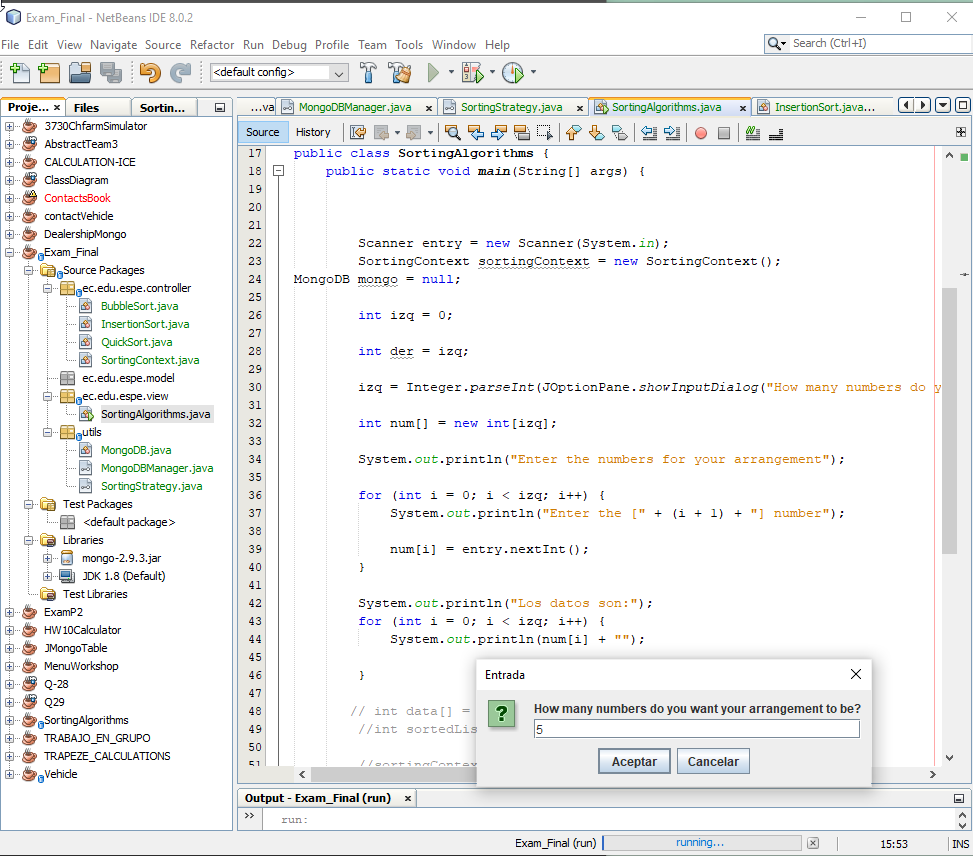 Exam_Final - NetBeans IDE 8.0.2
File Edit View Navigate Source Refactor Run Debug Profile Team Tools Window Help
Search (Ctrl+I)
<default config>
Proje... × Files Sortin...
...va MongoDBManager.java × SortingStrategy.java × SortingAlgorithms.java × InsertionSort.java...
Source History
3730ChfarmSimulator
AbstractTeam3
CALCULATION-ICE
ClassDiagram
ContactsBook
contactVehicle
DealershipMongo
Exam_Final
Source Packages
ec.edu.espe.controller
BubbleSort.java
InsertionSort.java
QuickSort.java
SortingContext.java
ec.edu.espe.model
ec.edu.espe.view
SortingAlgorithms.java
utils
MongoDB.java
MongoDBManager.java
SortingStrategy.java
Test Packages
<default package>
Libraries
mongo-2.9.3.jar
JDK 1.8 (Default)
Test Libraries
ExamP2
HW10Calculator
JMongoTable
MenuWorkshop
Q-28
Q29
SortingAlgorithms
TRABAJO_EN_GRUPO
TRAPEZE_CALCULATIONS
Vehicle
17 public class SortingAlgorithms {
18 public static void main(String[] args) {
19
20
21
22 Scanner entry = new Scanner(System.in);
23 SortingContext sortingContext = new SortingContext();
24 MongoDB mongo = null;
25
26 int izq = 0;
27
28 int der = izq;
29
30 izq = Integer.parseInt(JOptionPane.showInputDialog("How many numbers do y
31
32 int num[] = new int[izq];
33
34 System.out.println("Enter the numbers for your arrangement");
35
36 for (int i = 0; i < izq; i++) {
37 System.out.println("Enter the [" + (i + 1) + "] number");
38
39 num[i] = entry.nextInt();
40 }
41
42 System.out.println("Los datos son:");
43 for (int i = 0; i < izq; i++) {
44 System.out.println(num[i] + "");
45
46 }
47
48 // int data[] =
49 //int sortedLis
50
51 //sortingContex
Entrada
How many numbers do you want your arrangement to be?
5
Aceptar Cancelar
Output - Exam_Final (run) ×
run:
Exam_Final (run) running... 15:53 INS